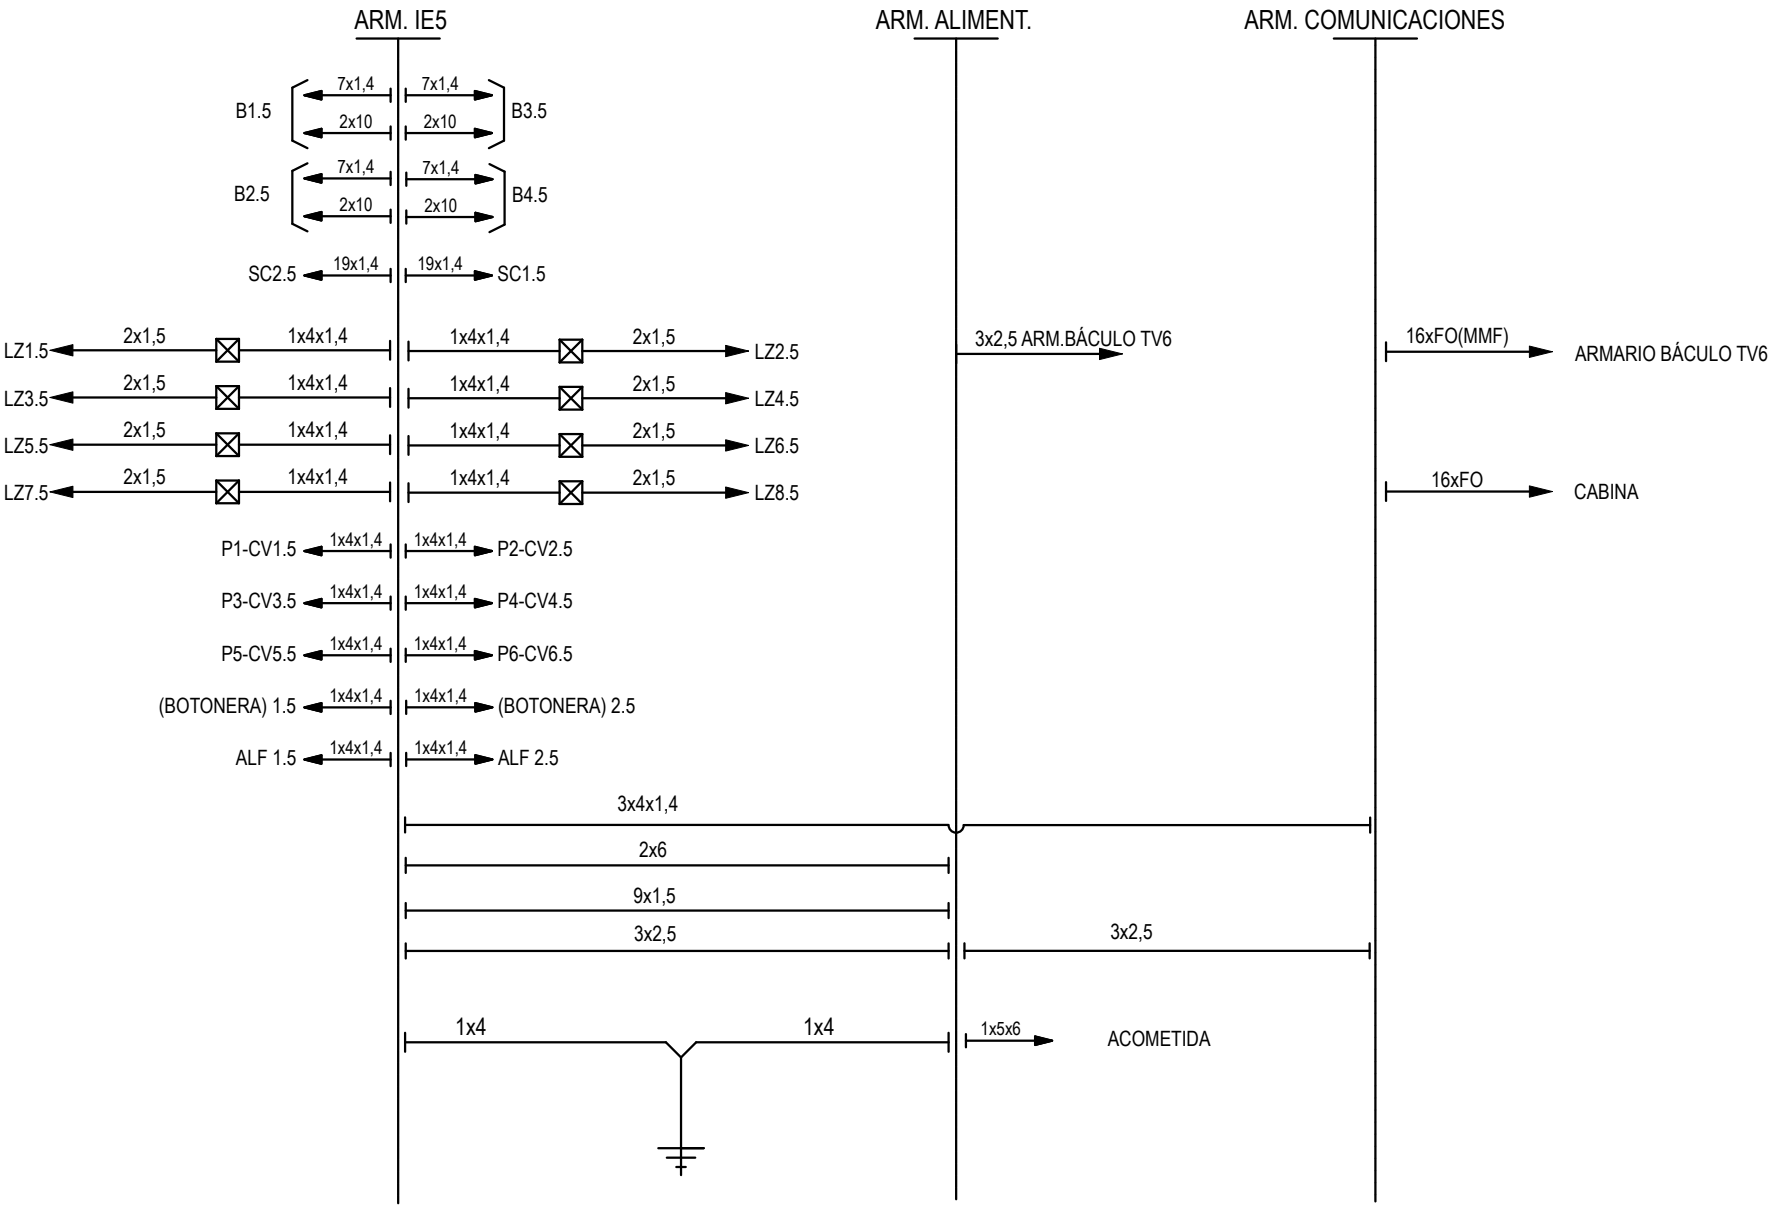 ARM. IE5 ARM. ALIMENT. ARM. COMUNICACIONES
7x1,4 7x1,4
B1.5 B3.5
2x10 2x10
7x1,4 7x1,4
B2.5 B4.5
2x10 2x10
SC2.5 19x1,4 19x1,4 SC1.5
LZ1.5 2x1,5 1x4x1,4 1x4x1,4 2x1,5 LZ2.5 3x2,5 ARM.BÁCULO TV6 16xFO(MMF) ARMARIO BÁCULO TV6
LZ3.5 2x1,5 1x4x1,4 1x4x1,4 2x1,5 LZ4.5
LZ5.5 2x1,5 1x4x1,4 1x4x1,4 2x1,5 LZ6.5
LZ7.5 2x1,5 1x4x1,4 1x4x1,4 2x1,5 LZ8.5 16xFO CABINA
P1-CV1.5 1x4x1,4 1x4x1,4 P2-CV2.5
P3-CV3.5 1x4x1,4 1x4x1,4 P4-CV4.5
P5-CV5.5 1x4x1,4 1x4x1,4 P6-CV6.5
(BOTONERA) 1.5 1x4x1,4 1x4x1,4 (BOTONERA) 2.5
ALF 1.5 1x4x1,4 1x4x1,4 ALF 2.5
3x4x1,4
2x6
9x1,5
3x2,5 3x2,5
1x4 1x4 1x5x6 ACOMETIDA